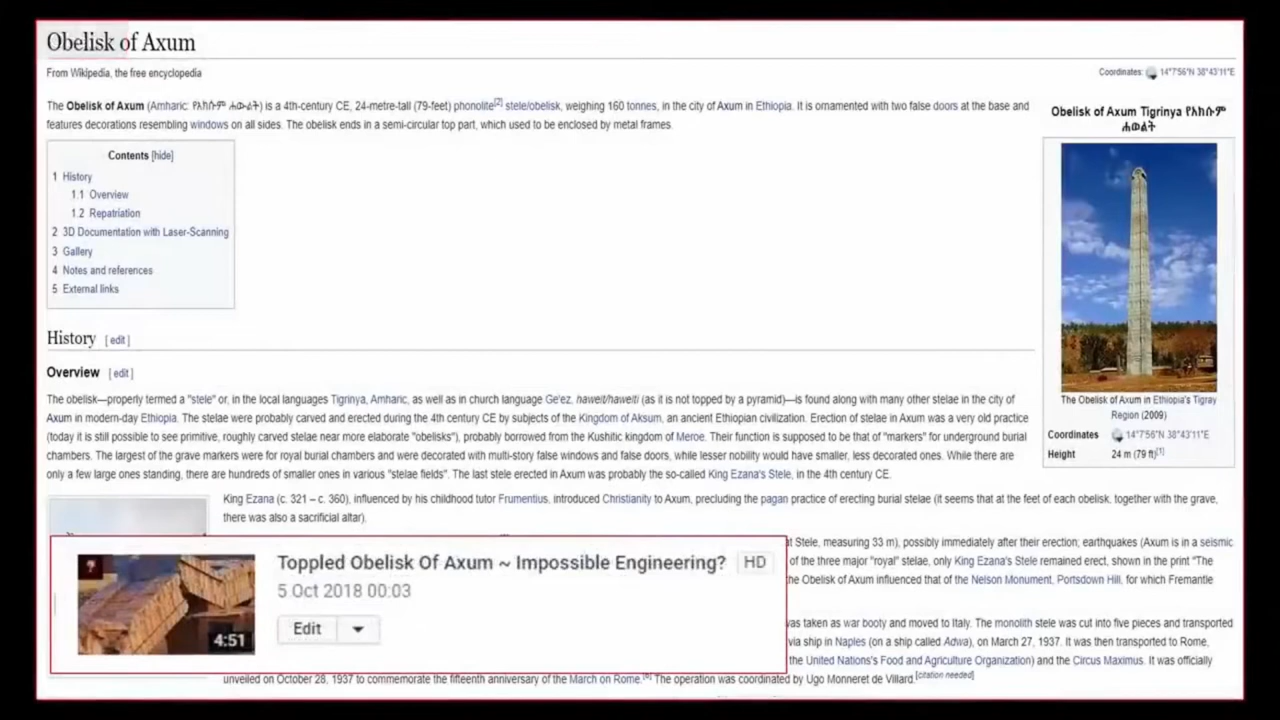 Obelisk of Axum
From Wikipedia, the free encyclopedia
Coordinates: 14°7'56"N 38°43'11"E
The Obelisk of Axum (Amharic: የአክሱም ሐውልት) is a 4th-century CE, 24-metre-tall (79-feet) phonolite[2] stele/obelisk, weighing 160 tonnes, in the city of Axum in Ethiopia. It is ornamented with two false doors at the base and
features decorations resembling windows on all sides. The obelisk ends in a semi-circular top part, which used to be enclosed by metal frames.
Contents [hide]
1 History
1.1 Overview
1.2 Repatriation
2 3D Documentation with Laser-Scanning
3 Gallery
4 Notes and references
5 External links
Obelisk of Axum Tigrinya የአክሱም
ሐወልት
The Obelisk of Axum in Ethiopia's Tigray
Region (2009)
Coordinates 14°7'56"N 38°43'11"E
Height 24 m (79 ft)[1]
History [ edit ]
Overview [ edit ]
The obelisk—properly termed a "stele" or, in the local languages Tigrinya, Amharic, as well as in church language Ge'ez, hawelt/hawelti (as it is not topped by a pyramid)—is found along with many other stelae in the city of
Axum in modern-day Ethiopia. The stelae were probably carved and erected during the 4th century CE by subjects of the Kingdom of Aksum, an ancient Ethiopian civilization. Erection of stelae in Axum was a very old practice
(today it is still possible to see primitive, roughly carved stelae near more elaborate "obelisks"), probably borrowed from the Kushitic kingdom of Meroe. Their function is supposed to be that of "markers" for underground burial
chambers. The largest of the grave markers were for royal burial chambers and were decorated with multi-story false windows and false doors, while lesser nobility would have smaller, less decorated ones. While there are
only a few large ones standing, there are hundreds of smaller ones in various "stelae fields". The last stele erected in Axum was probably the so-called King Ezana's Stele, in the 4th century CE.
King Ezana (c. 321 – c. 360), influenced by his childhood tutor Frumentius, introduced Christianity to Axum, precluding the pagan practice of erecting burial stelae (it seems that at the feet of each obelisk, together with the grave,
there was also a sacrificial altar).
at Stele, measuring 33 m), possibly immediately after their erection; earthquakes (Axum is in a seismic
of the three major "royal" stelae, only King Ezana's Stele remained erect, shown in the print "The
the Obelisk of Axum influenced that of the Nelson Monument, Portsdown Hill, for which Fremantle
was taken as war booty and moved to Italy. The monolith stele was cut into five pieces and transported
via ship in Naples (on a ship called Adwa), on March 27, 1937. It was then transported to Rome,
the United Nations's Food and Agriculture Organization) and the Circus Maximus. It was officially
unveiled on October 28, 1937 to commemorate the fifteenth anniversary of the March on Rome.[6] The operation was coordinated by Ugo Monneret de Villard.[citation needed]
Toppled Obelisk Of Axum ~ Impossible Engineering? HD
5 Oct 2018 00:03
4:51
Edit